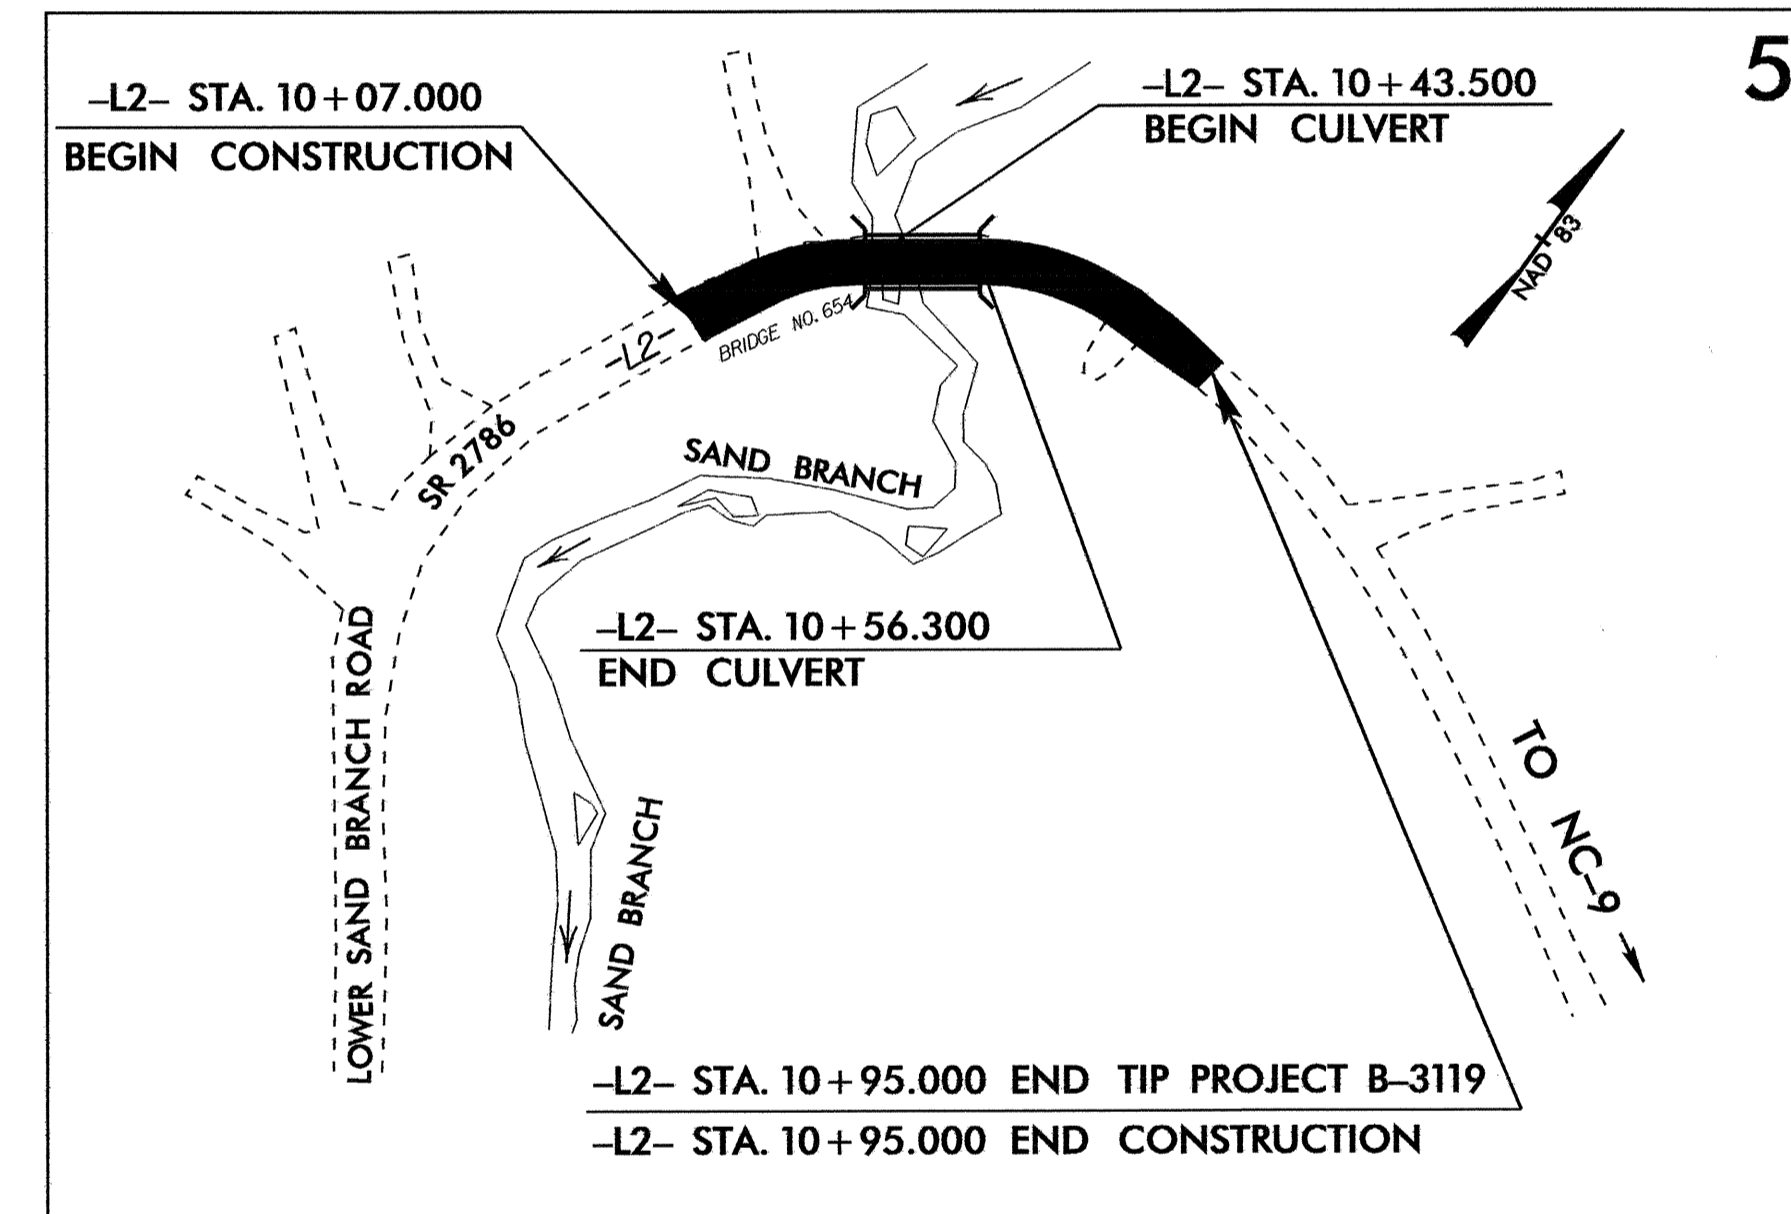 5
–L2– STA. 10+07.000
BEGIN CONSTRUCTION
–L2– STA. 10+43.500
BEGIN CULVERT
NAD 83
–L2–
BRIDGE NO. 654
SR 2786
SAND BRANCH
–L2– STA. 10+56.300
END CULVERT
LOWER SAND BRANCH ROAD
SAND BRANCH
TO NC–9
–L2– STA. 10+95.000 END TIP PROJECT B–3119
–L2– STA. 10+95.000 END CONSTRUCTION